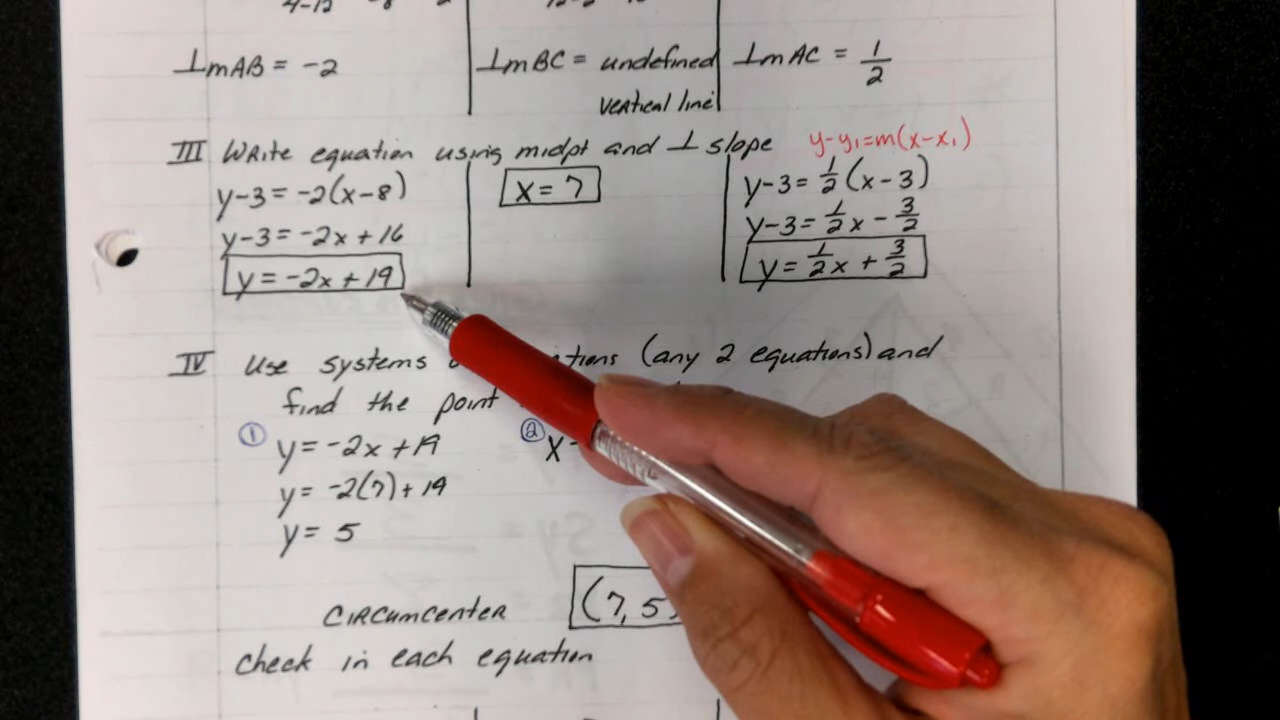 ⊥mAB = -2
⊥mBC = undefined
vertical line
⊥mAC = 1/2
III Write equation using midpt and ⊥ slope y-y₁=m(x-x₁)
y-3 = -2(x-8)
y-3 = -2x + 16
y = -2x + 19
x = 7
y-3 = 1/2(x-3)
y-3 = 1/2x - 3/2
y = 1/2x + 3/2
IV Use systems (any 2 equations) and
find the point
① y = -2x + 19
y = -2(7) + 19
y = 5
② x
Circumcenter (7, 5
Check in each equation